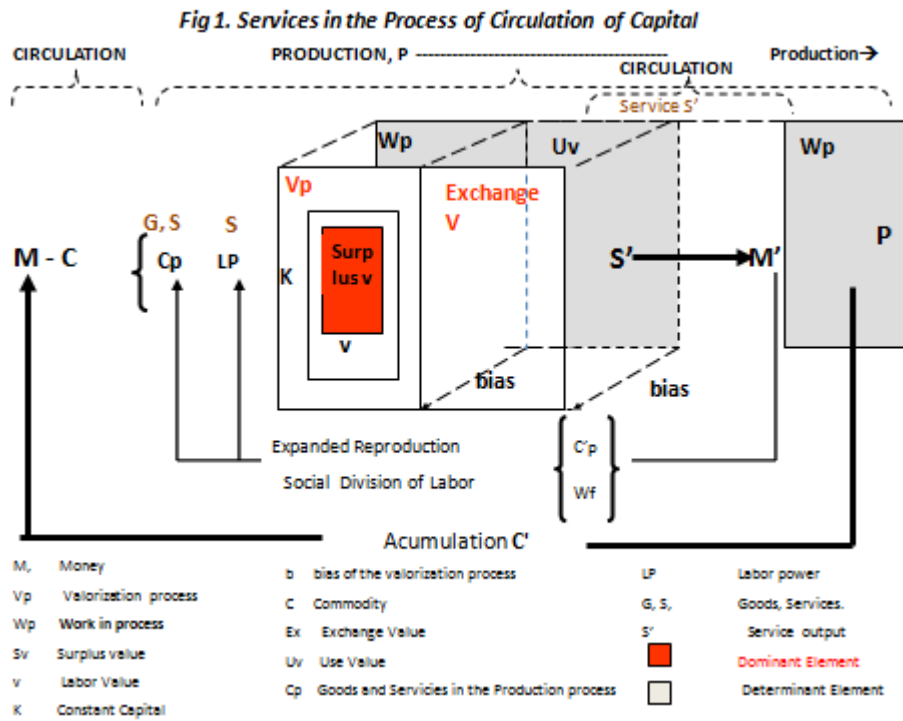 Fig 1. Services in the Process of Circulation of Capital
CIRCULATION
PRODUCTION, P
Production→
CIRCULATION
Service S'
Wp
Uv
Wp
Vp
Exchange
V
G, S
S
M - C
Cp
LP
K
Surp
lus v
v
S'
M'
P
bias
bias
Expanded Reproduction
Social Division of Labor
C'p
Wf
Acumulation C'
M, Money
Vp Valorization process
Wp Work in process
Sv Surplus value
v Labor Value
K Constant Capital
b bias of the valorization process
C Commodity
Ex Exchange Value
Uv Use Value
Cp Goods and Servicies in the Production process
LP Labor power
G, S, Goods, Services.
S' Service output
Dominant Element
Determinant Element